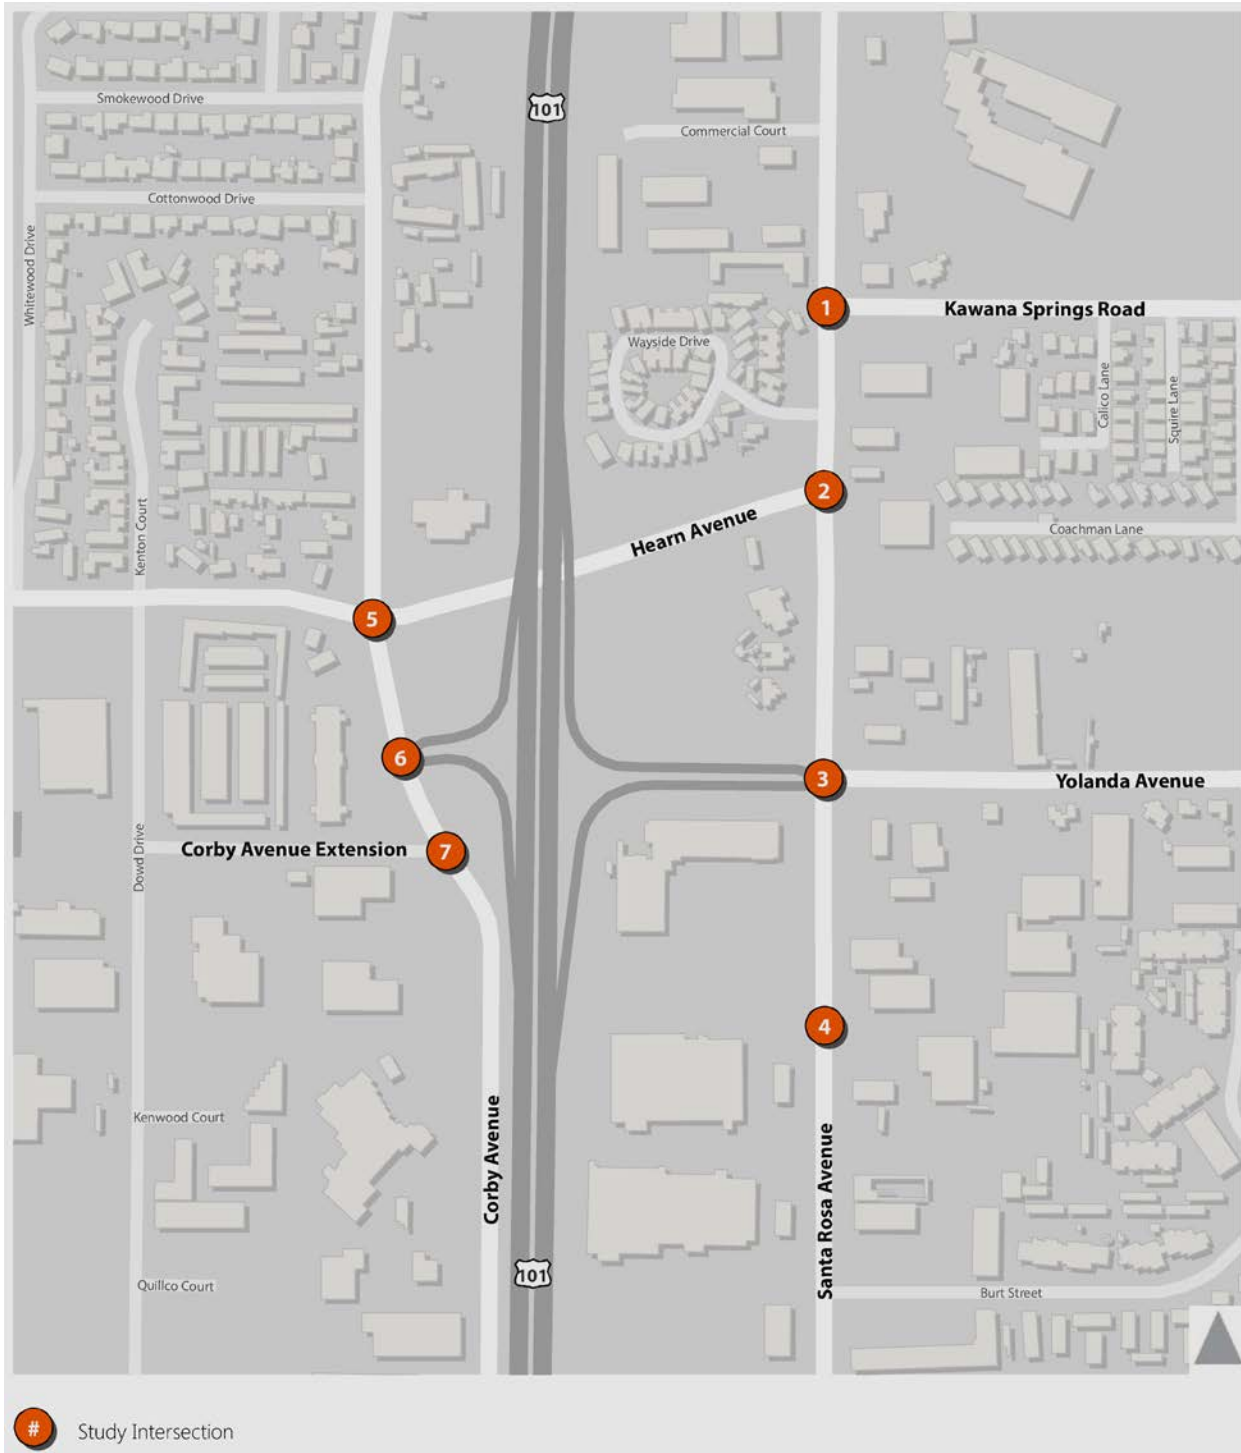 101
Smokewood Drive
Commercial Court
Cottonwood Drive
Whitewood Drive
1
Kawana Springs Road
Wayside Drive
Calico Lane
Squire Lane
2
Hearn Avenue
Coachman Lane
Kenton Court
5
6
3
Yolanda Avenue
Corby Avenue Extension
7
Dowd Drive
4
Kenwood Court
Corby Avenue
Santa Rosa Avenue
101
Quillco Court
Burt Street
# Study Intersection